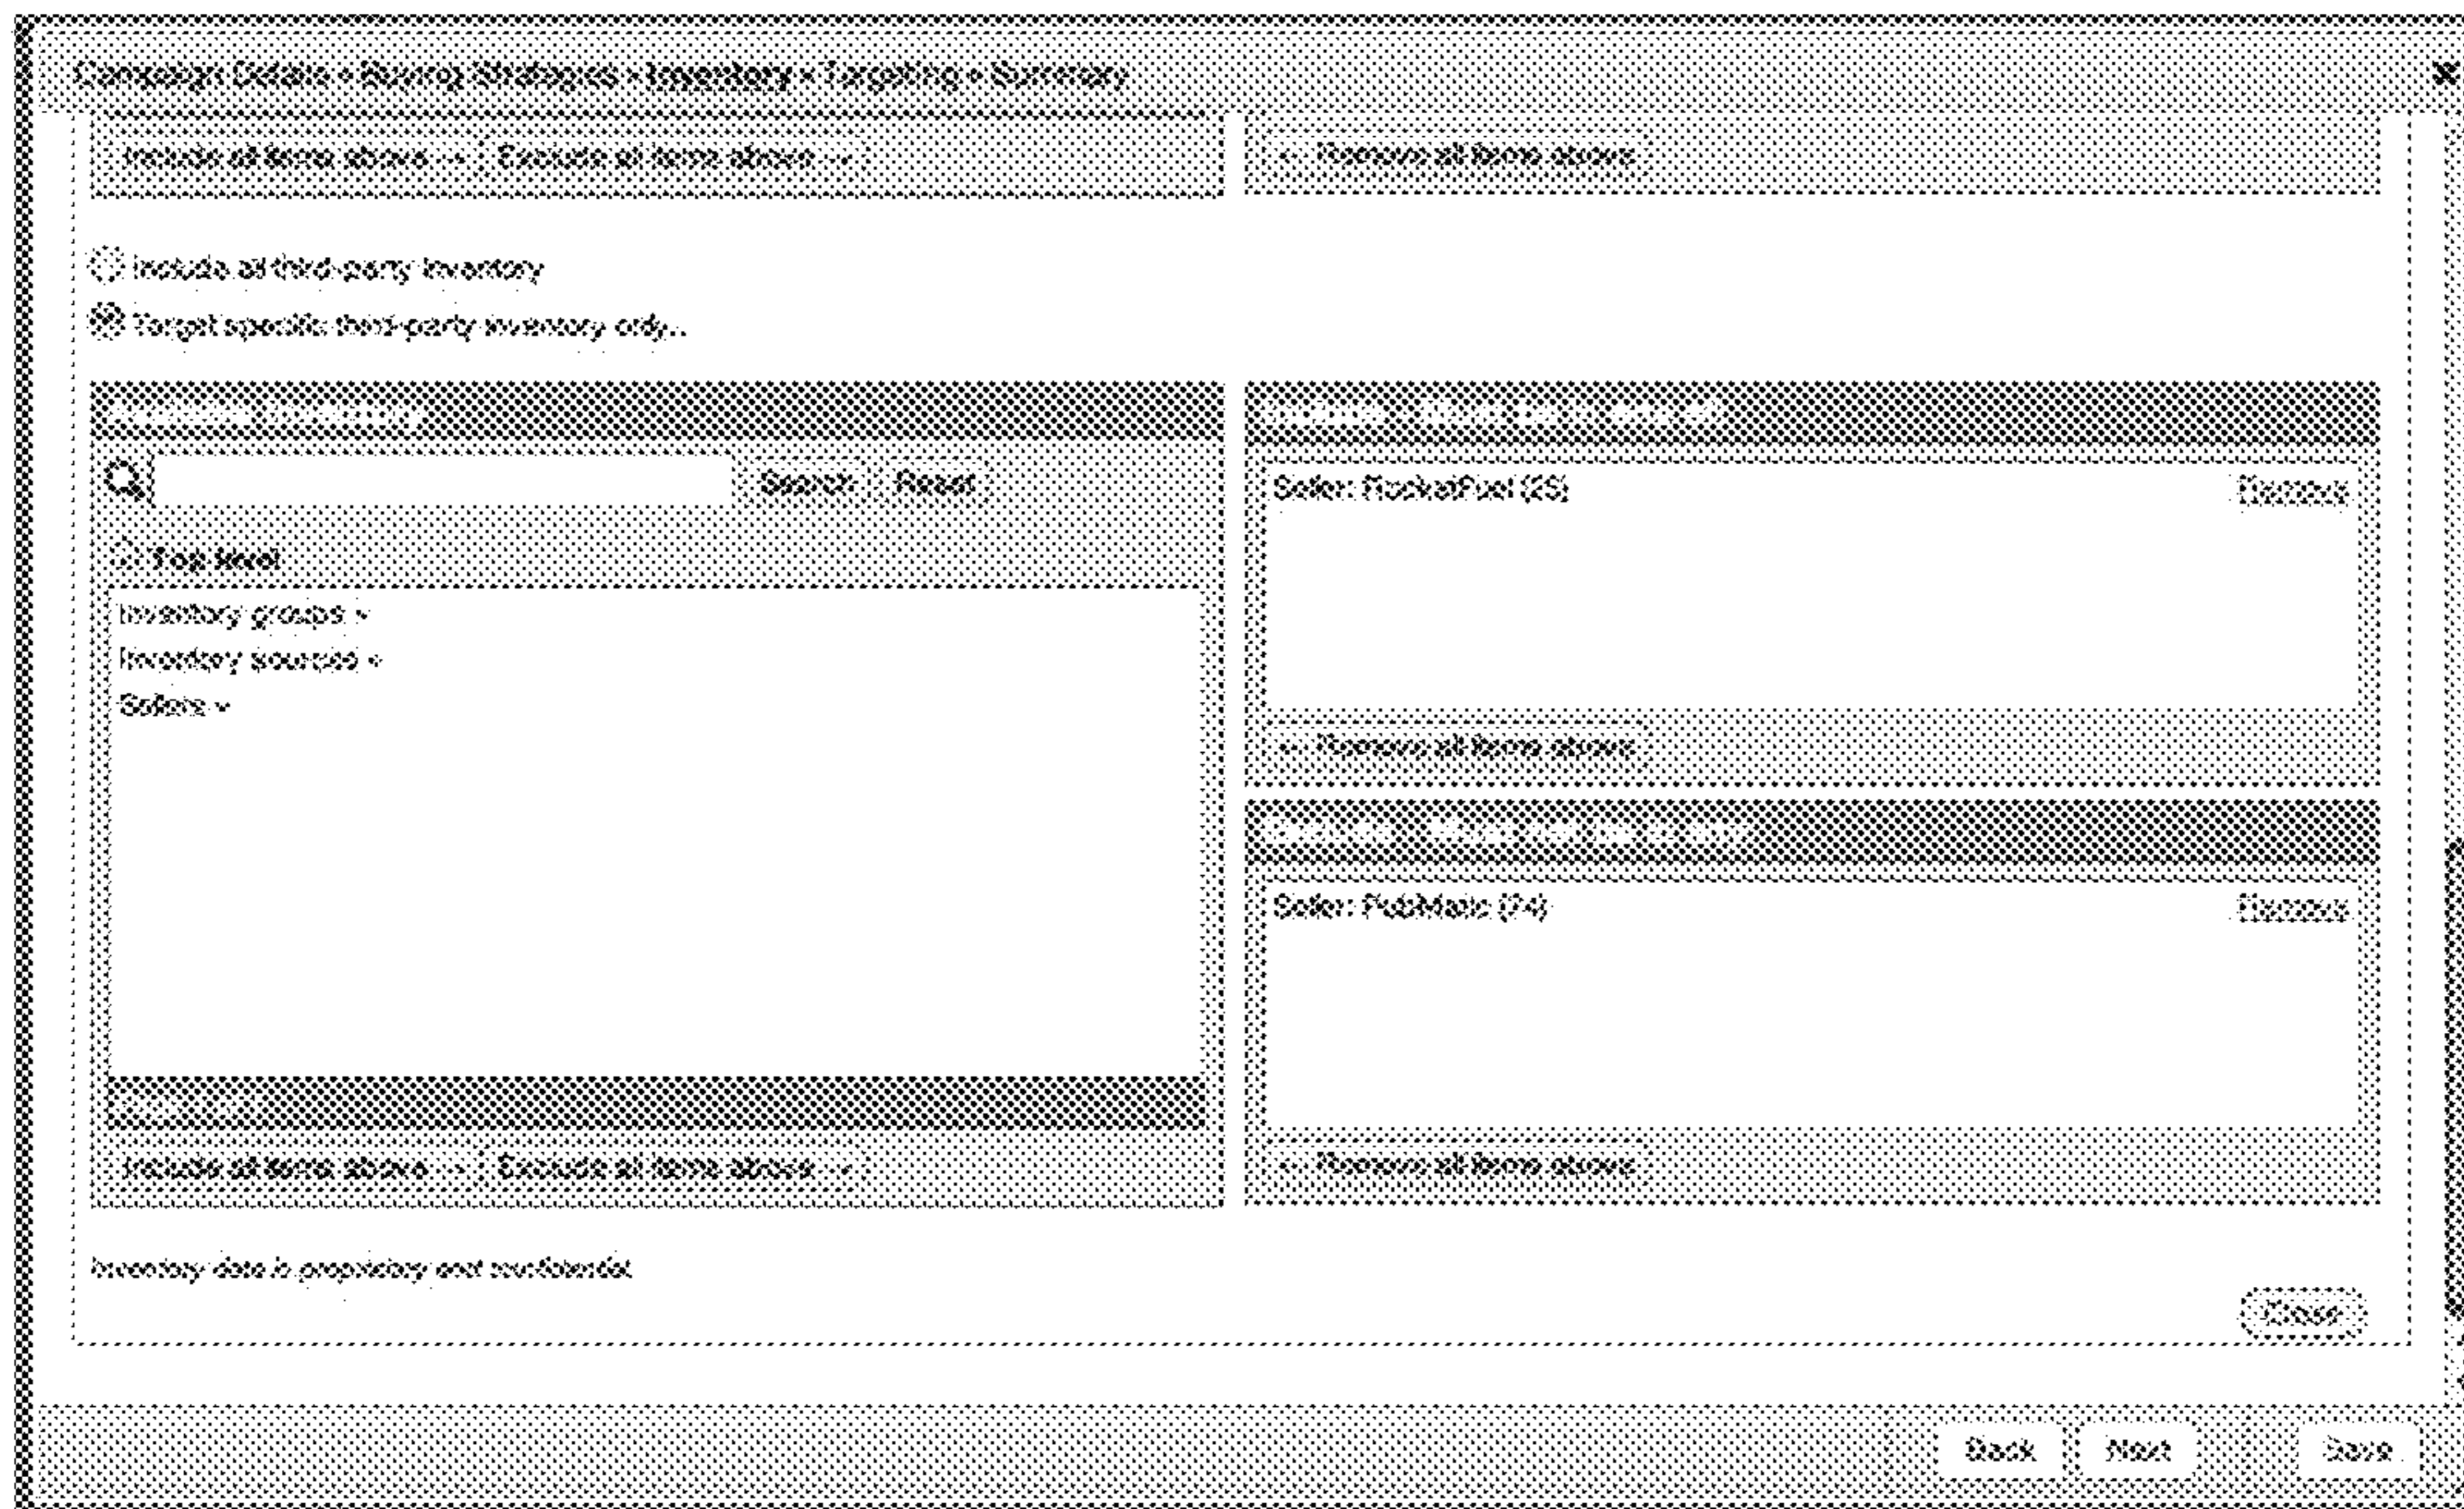 Campaign Details » Buying Strategies » Inventory » Targeting » Summary
Include all items above → Exclude all items above →
← Remove all items above
Include all third-party inventory
Target specific third-party inventory only...
Search Reset
Top level
Inventory groups »
Inventory sources »
Sellers »
Include all items above → Exclude all items above →
Seller: RocketFuel Remove
← Remove all items above
Seller: PubMatic (74) Remove
← Remove all items above
Inventory data is proprietary and confidential.
Close
Back Next Save